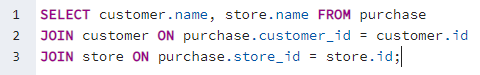 1 SELECT customer.name, store.name FROM purchase
2 JOIN customer ON purchase.customer_id = customer.id
3 JOIN store ON purchase.store_id = store.id;